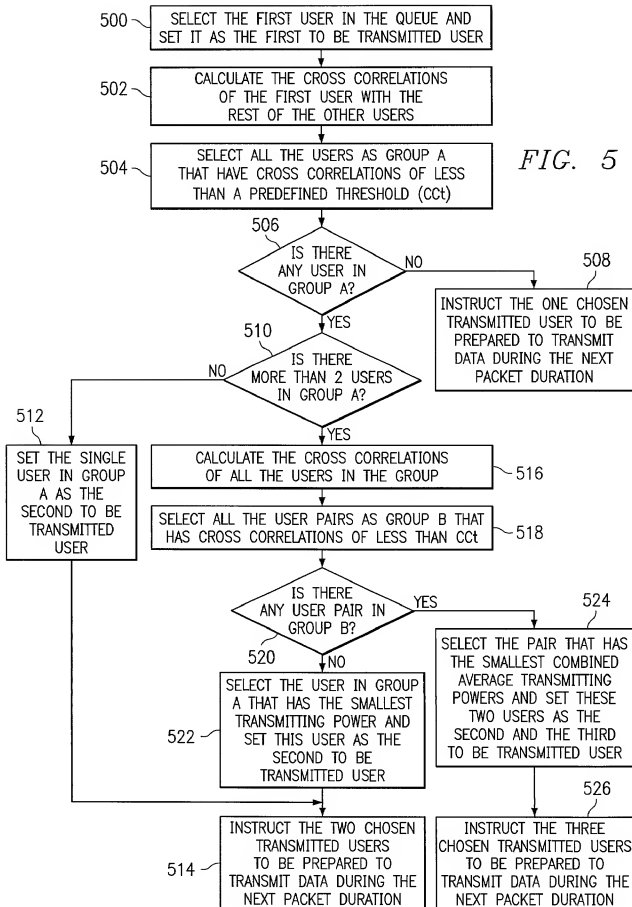 500
SELECT THE FIRST USER IN THE QUEUE AND
SET IT AS THE FIRST TO BE TRANSMITTED USER
502
CALCULATE THE CROSS CORRELATIONS
OF THE FIRST USER WITH THE
REST OF THE OTHER USERS
504
SELECT ALL THE USERS AS GROUP A
THAT HAVE CROSS CORRELATIONS OF LESS
THAN A PREDEFINED THRESHOLD (CCt)
FIG. 5
506
IS THERE
ANY USER IN
GROUP A?
NO
YES
508
INSTRUCT THE ONE CHOSEN
TRANSMITTED USER TO BE
PREPARED TO TRANSMIT
DATA DURING THE NEXT
PACKET DURATION
510
IS THERE
MORE THAN 2 USERS
IN GROUP A?
NO
YES
512
SET THE SINGLE
USER IN GROUP
A AS THE
SECOND TO BE
TRANSMITTED
USER
CALCULATE THE CROSS CORRELATIONS
OF ALL THE USERS IN THE GROUP
516
SELECT ALL THE USER PAIRS AS GROUP B THAT
HAS CROSS CORRELATIONS OF LESS THAN CCt
518
IS THERE
ANY USER PAIR IN
GROUP B?
520
YES
NO
524
SELECT THE PAIR THAT HAS
THE SMALLEST COMBINED
AVERAGE TRANSMITTING
POWERS AND SET THESE
TWO USERS AS THE
SECOND AND THE THIRD
TO BE TRANSMITTED USER
522
SELECT THE USER IN GROUP
A THAT HAS THE SMALLEST
TRANSMITTING POWER AND
SET THIS USER AS THE
SECOND TO BE
TRANSMITTED USER
514
INSTRUCT THE TWO CHOSEN
TRANSMITTED USERS
TO BE PREPARED TO
TRANSMIT DATA DURING THE
NEXT PACKET DURATION
526
INSTRUCT THE THREE
CHOSEN TRANSMITTED USERS
TO BE PREPARED TO
TRANSMIT DATA DURING THE
NEXT PACKET DURATION